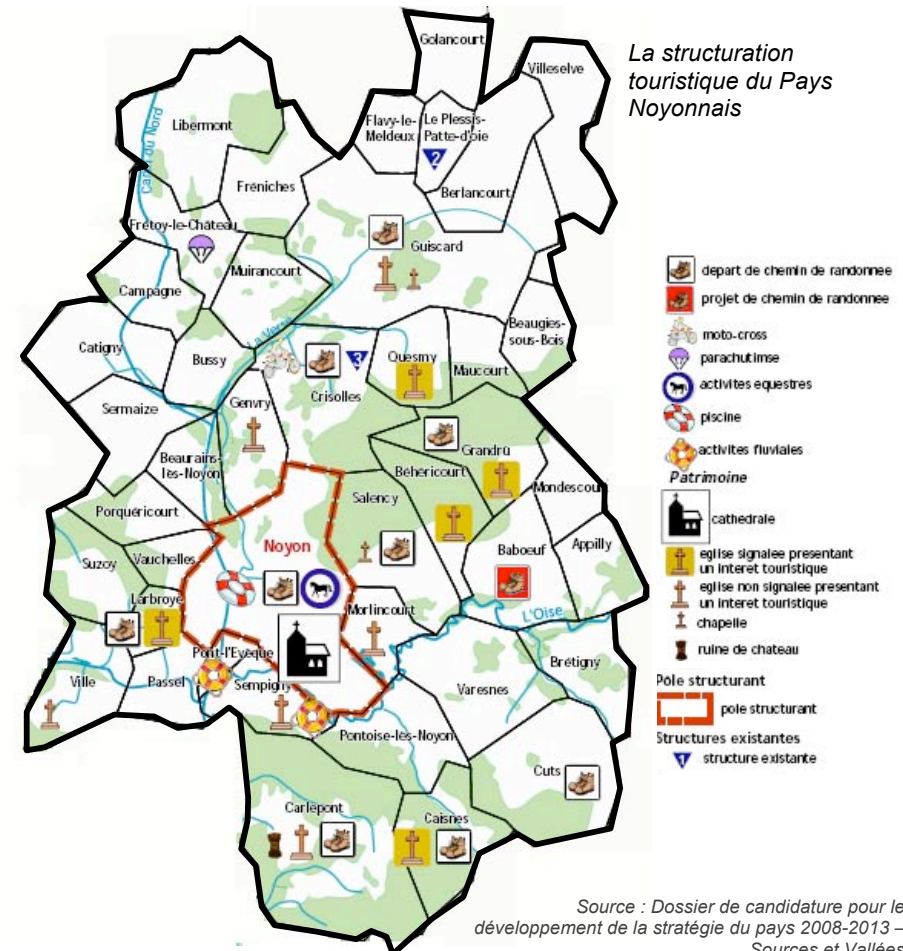 La structuration
touristique du Pays
Noyonnais
Golancourt
Villeselve
Libermont
Canal du Nord
Flavy-le-
Meldeux
Le Plessis-
Patte-d'oie
2
Fréniches
Berlancourt
Frétoy-le-Château
Guiscard
Muirancourt
Campagne
Beaugies-
sous-Bois
La Verse
Catigny
Bussy
3
Quesmy
Maucourt
Crisolles
Sermaize
Genvry
Grandrû
Beaurains-
lès-Noyon
Béhéricourt
Mondescourt
Salency
Porquéricourt
Noyon
Baboeuf
Appilly
Suzoy
Vauchelles
Larbroye
Morlincourt
L'Oise
Pont-l'Evèque
Brétigny
Ville
Passel
Sempigny
Varesnes
Pontoise-lès-Noyon
Cuts
Carlepont
Caisnes
depart de chemin de randonnee
projet de chemin de randonnee
moto-cross
parachutimse
activites equestres
piscine
activites fluviales
Patrimoine
cathedrale
eglise signalee presentant
un interet touristique
eglise non signalee presentant
un interet touristique
chapelle
ruine de chateau
Pôle structurant
pole structurant
Structures existantes
1
structure existante
Source : Dossier de candidature pour le
développement de la stratégie du pays 2008-2013 –
Sources et Vallées